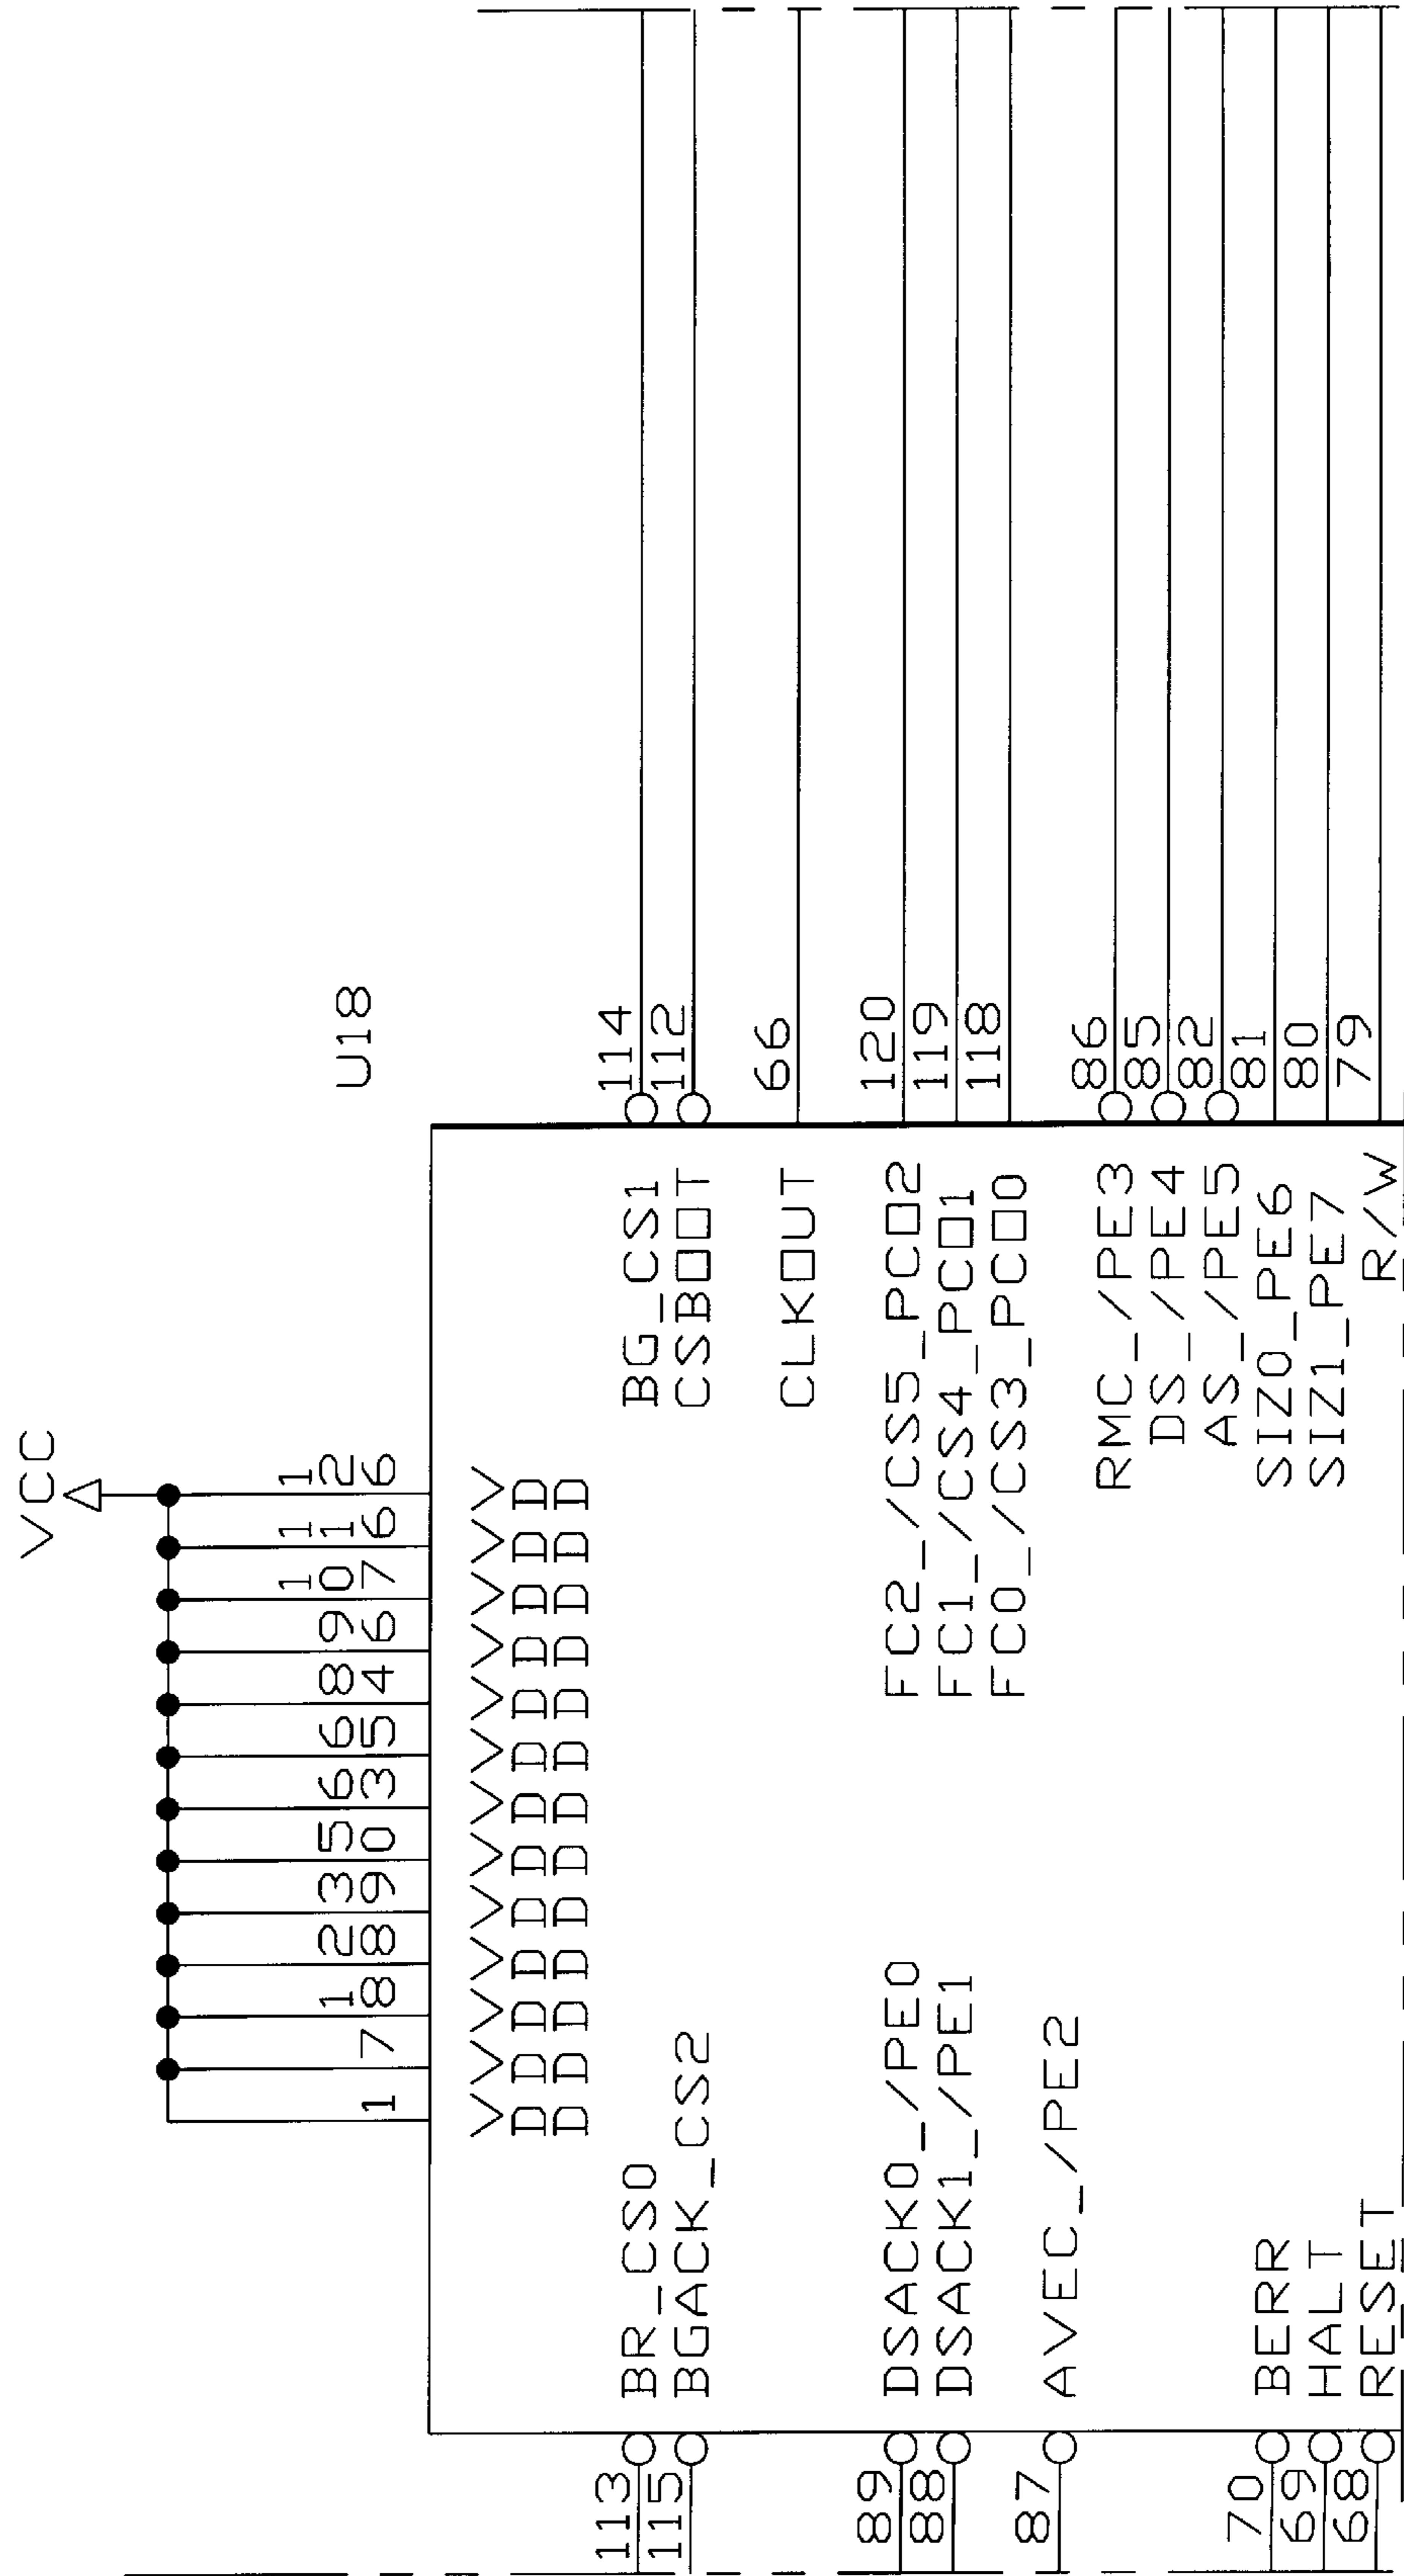 VCC
U18
1 7 18 28 39 50 63 65 84 96 107 116 126
VDD VDD VDD VDD VDD VDD VDD VDD VDD VDD VDD VDD VDD
113 BR_CS0 BG_CS1 114
115 BGACK_CS2 CSBOOT 112
CLKOUT 66
89 DSACK0_/PE0 FC2_/CS5_PCO2 120
88 DSACK1_/PE1 FC1_/CS4_PCO1 119
87 AVEC_/PE2 FC0_/CS3_PCO0 118
RMC_/PE3 86
DS_/PE4 85
AS_/PE5 82
70 BERR SIZ0_PE6 81
69 HALT SIZ1_PE7 80
68 RESET R/W 79